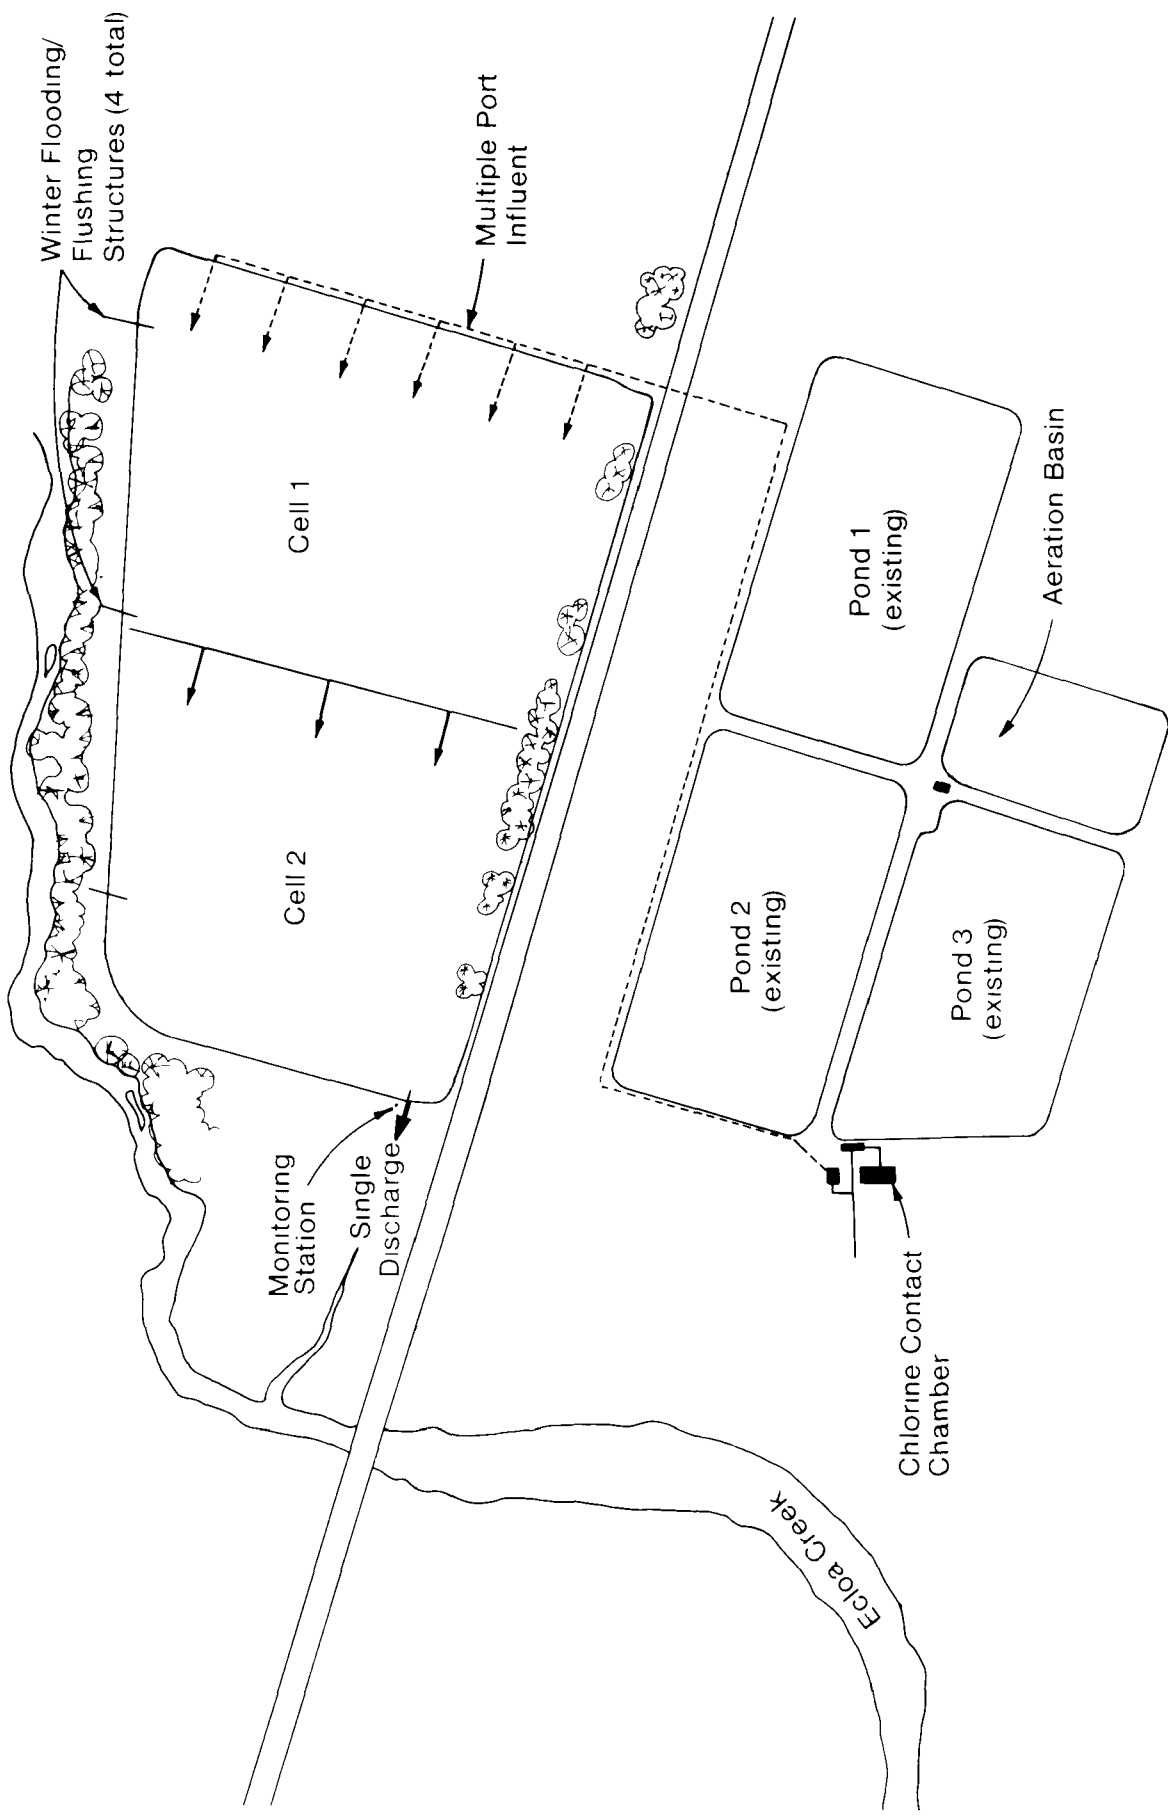 Winter Flooding/
Flushing
Structures (4 total)
Multiple Port
Influent
Cell 1
Cell 2
Monitoring
Station
Single
Discharge
Pond 1
(existing)
Aeration Basin
Pond 2
(existing)
Pond 3
(existing)
Chlorine Contact
Chamber
Ecloa Creek